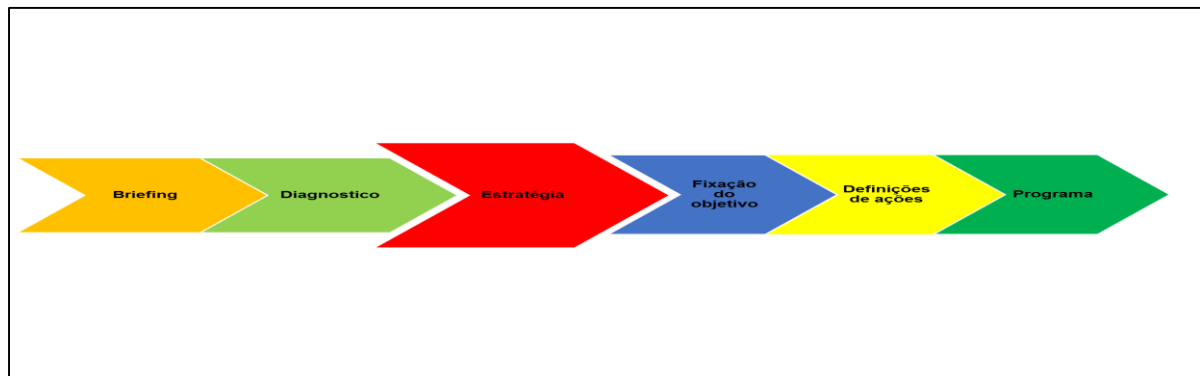 Briefing
Diagnostico
Estratégia
Fixação
do
objetivo
Definições
de ações
Programa